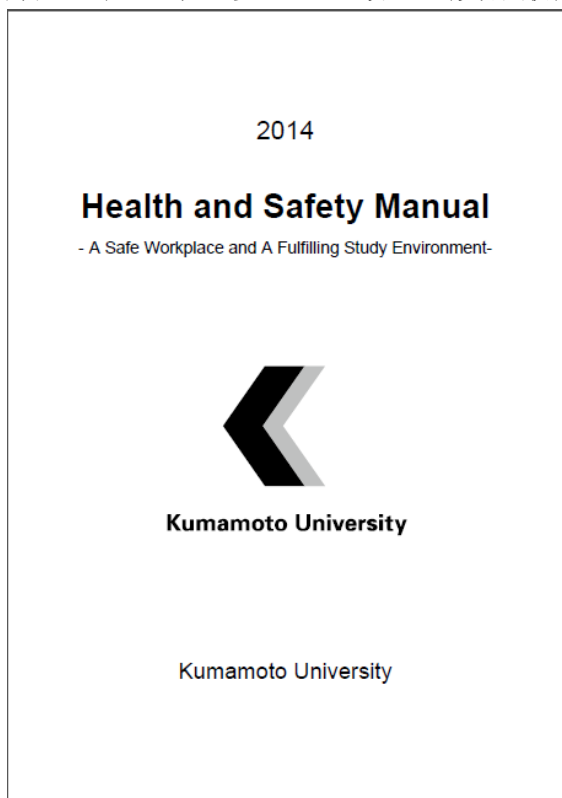 2014
Health and Safety Manual
- A Safe Workplace and A Fulfilling Study Environment-
Kumamoto University
Kumamoto University